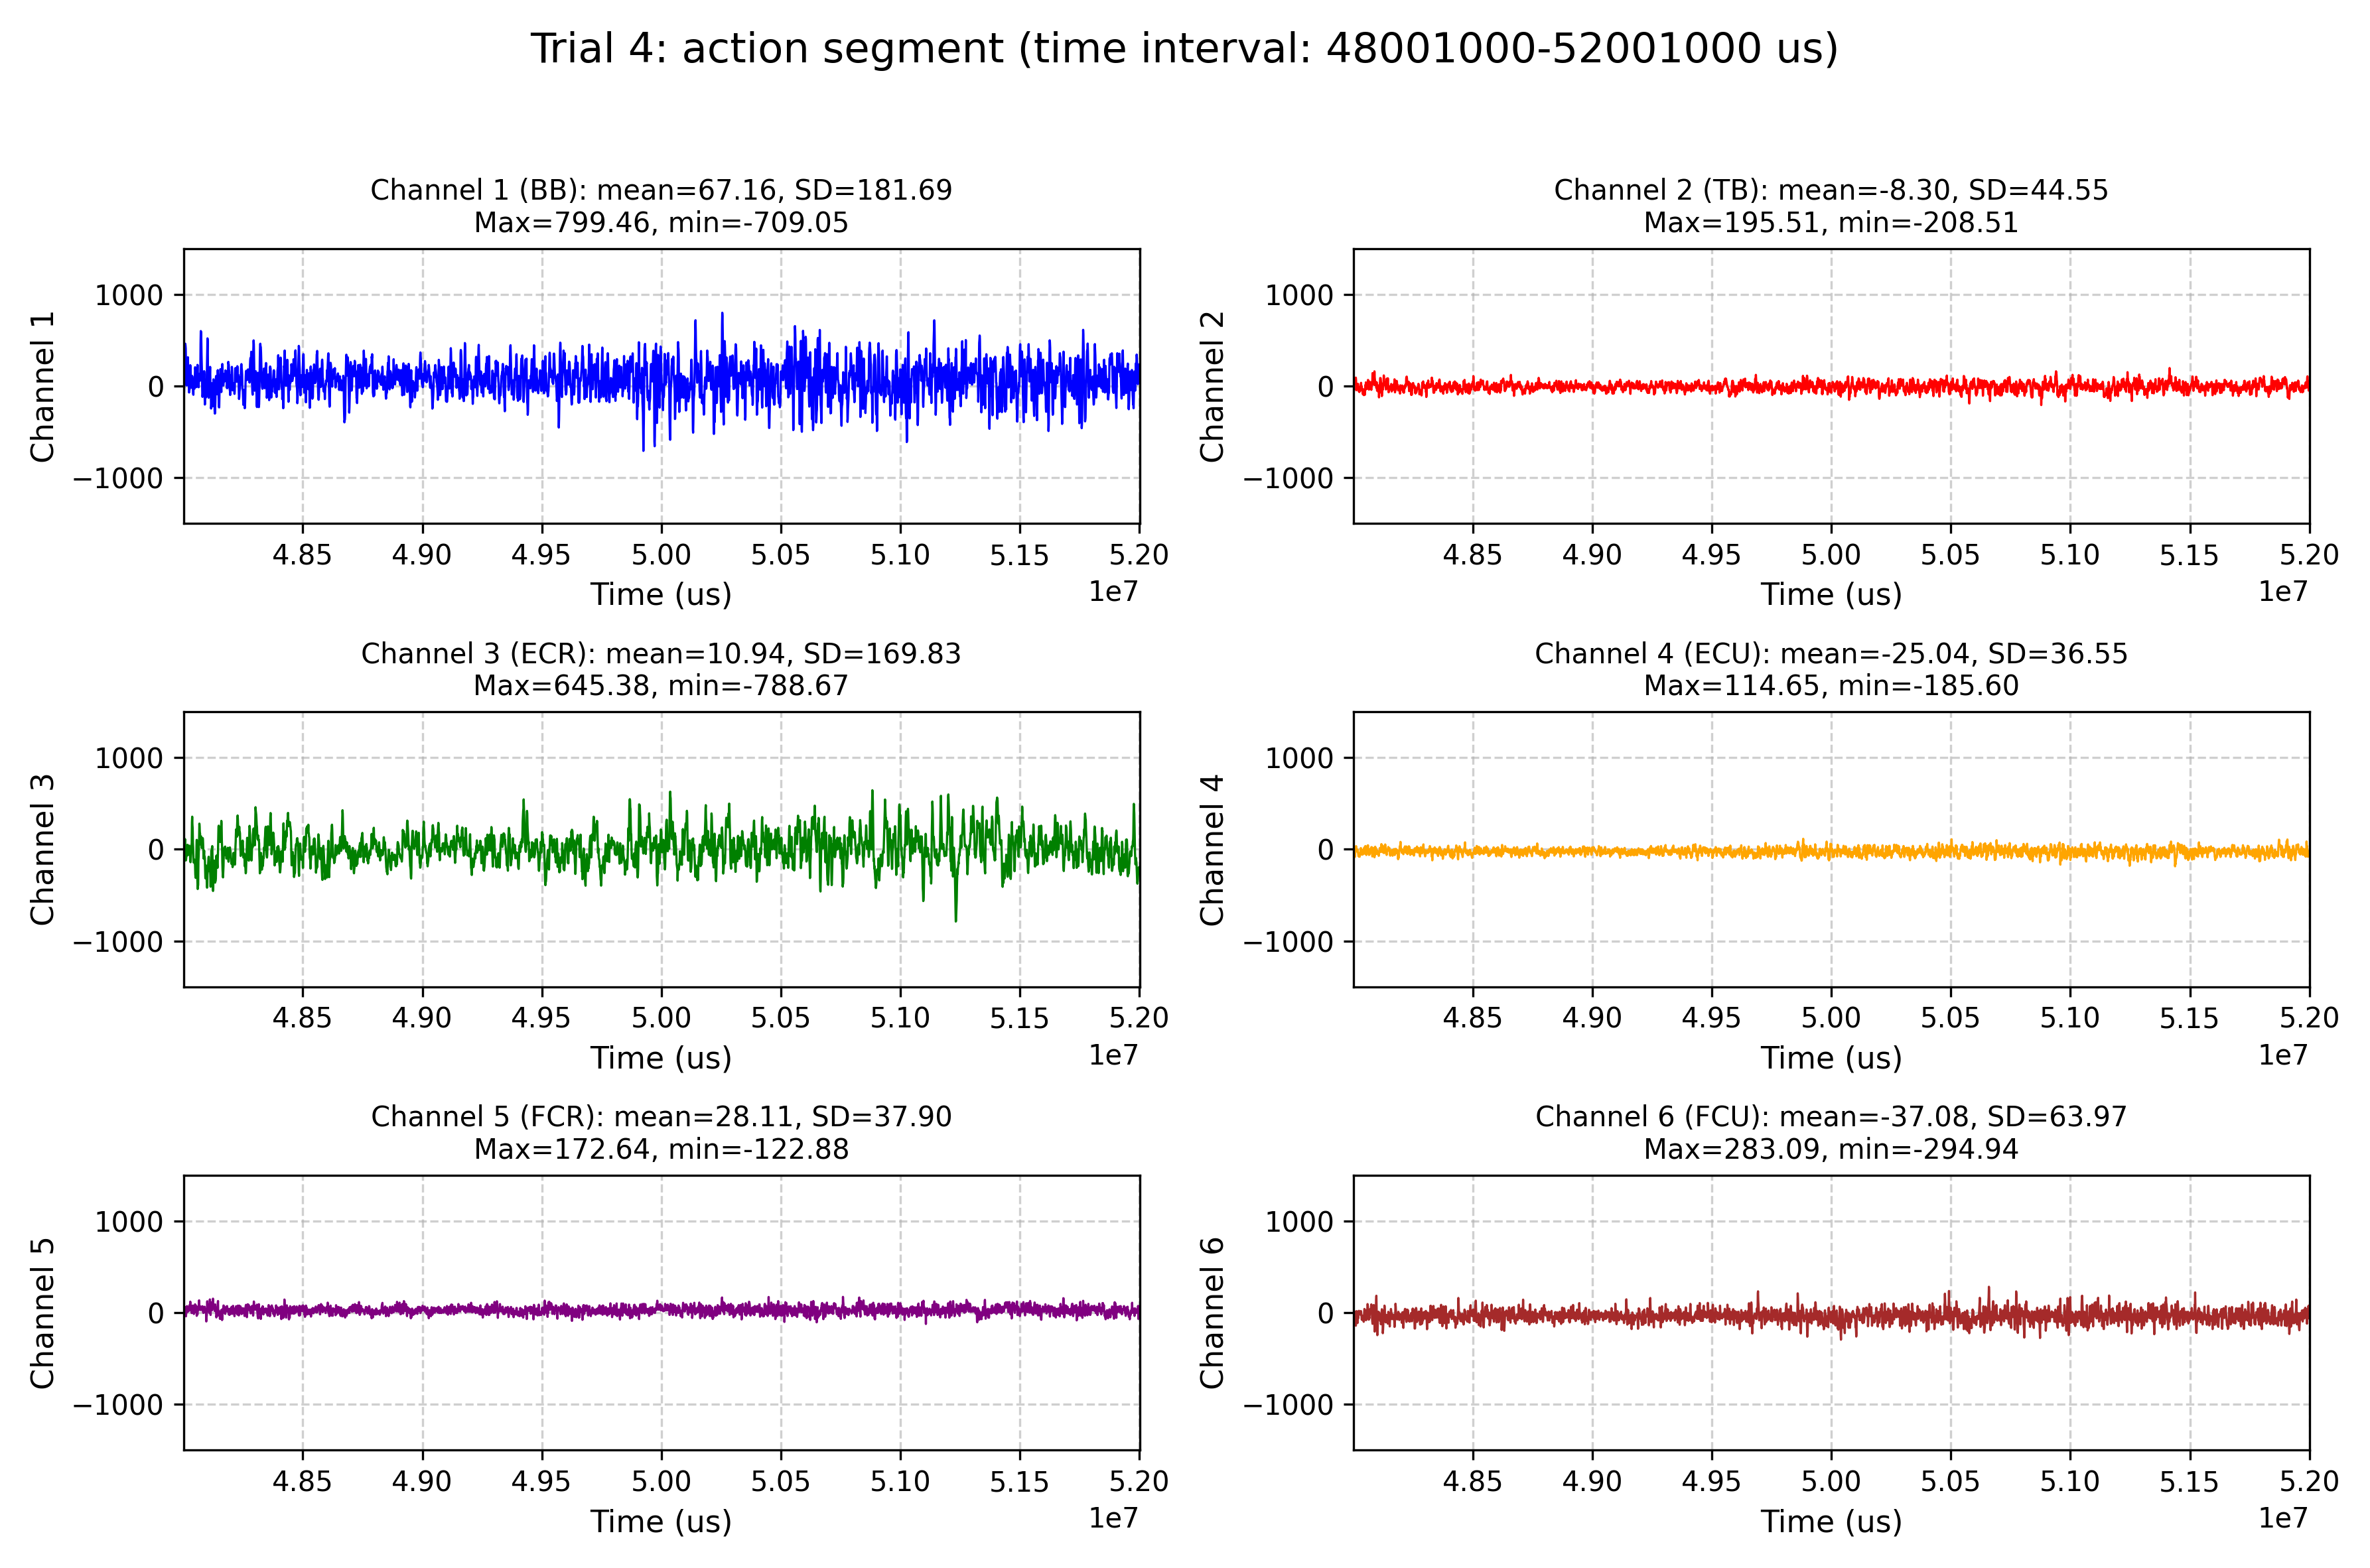 Trial 4: action segment (time interval: 48001000-52001000 us)
Channel 1 (BB): mean=67.16, SD=181.69
Max=799.46, min=-709.05
Channel 1
1000
0
−1000
4.85 4.90 4.95 5.00 5.05 5.10 5.15 5.20
1e7
Time (us)
Channel 2 (TB): mean=-8.30, SD=44.55
Max=195.51, min=-208.51
Channel 2
1000
0
−1000
4.85 4.90 4.95 5.00 5.05 5.10 5.15 5.20
1e7
Time (us)
Channel 3 (ECR): mean=10.94, SD=169.83
Max=645.38, min=-788.67
Channel 3
1000
0
−1000
4.85 4.90 4.95 5.00 5.05 5.10 5.15 5.20
1e7
Time (us)
Channel 4 (ECU): mean=-25.04, SD=36.55
Max=114.65, min=-185.60
Channel 4
1000
0
−1000
4.85 4.90 4.95 5.00 5.05 5.10 5.15 5.20
1e7
Time (us)
Channel 5 (FCR): mean=28.11, SD=37.90
Max=172.64, min=-122.88
Channel 5
1000
0
−1000
4.85 4.90 4.95 5.00 5.05 5.10 5.15 5.20
1e7
Time (us)
Channel 6 (FCU): mean=-37.08, SD=63.97
Max=283.09, min=-294.94
Channel 6
1000
0
−1000
4.85 4.90 4.95 5.00 5.05 5.10 5.15 5.20
1e7
Time (us)